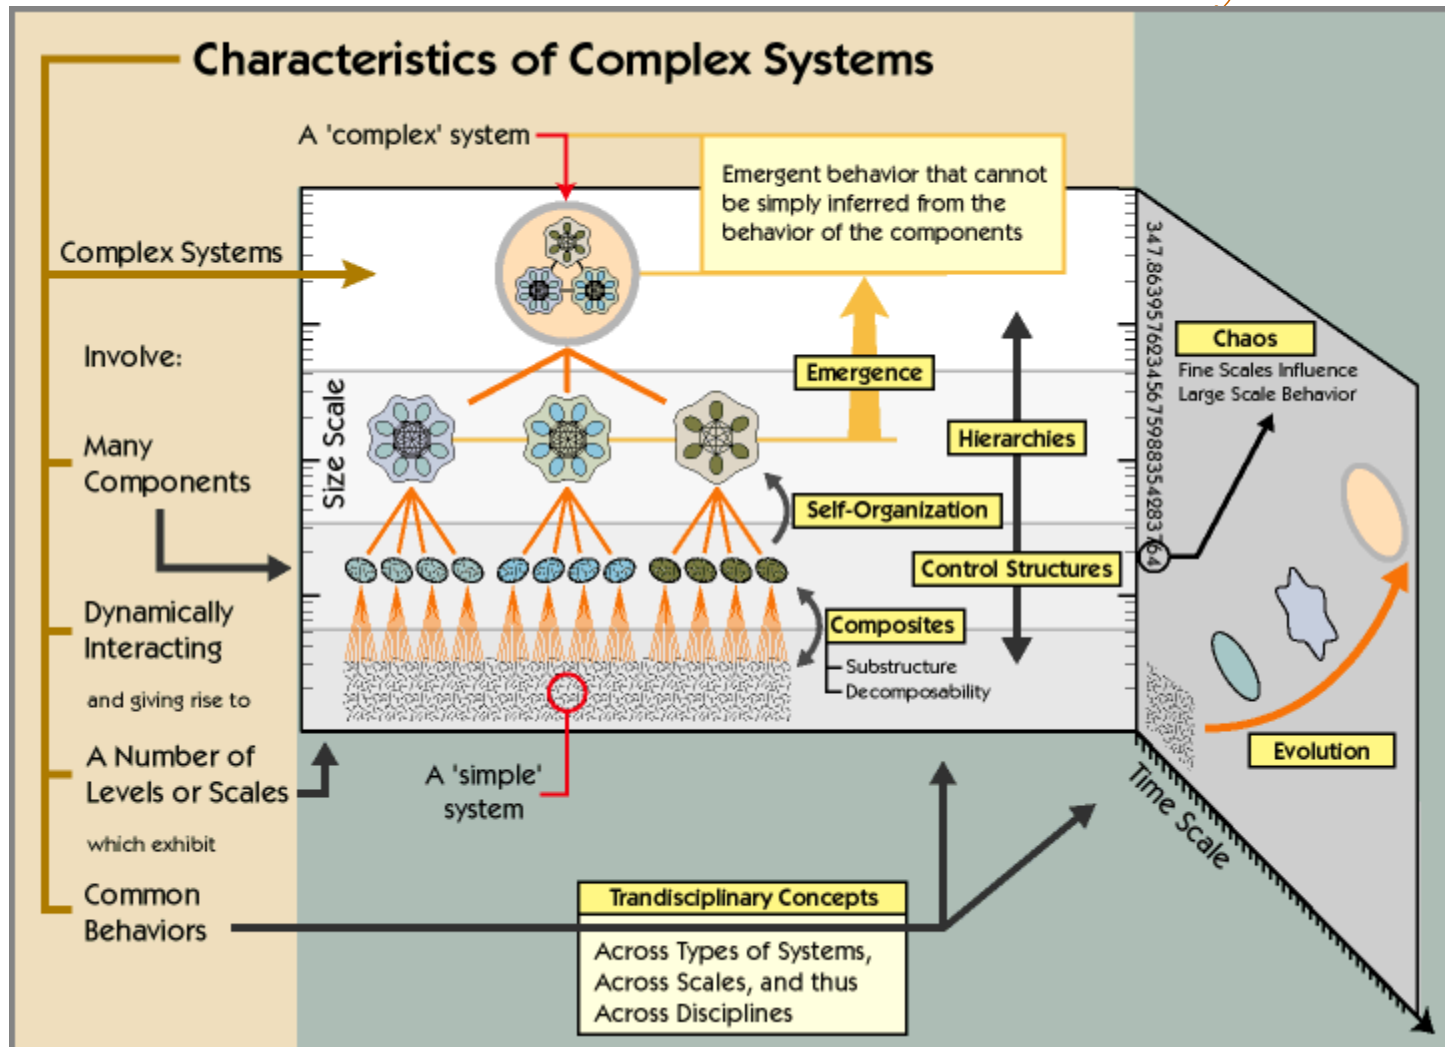 Characteristics of Complex Systems
A 'complex' system
Emergent behavior that cannot
be simply inferred from the
behavior of the components
Complex Systems
Involve:
Many
Components
Dynamically
Interacting
and giving rise to
A Number of
Levels or Scales
which exhibit
Common
Behaviors
Size Scale
Emergence
Hierarchies
Self-Organization
Control Structures
Composites
Substructure
Decomposability
A 'simple'
system
347.86395762345675988354283764
Chaos
Fine Scales Influence
Large Scale Behavior
Evolution
Time Scale
Trandisciplinary Concepts
Across Types of Systems,
Across Scales, and thus
Across Disciplines